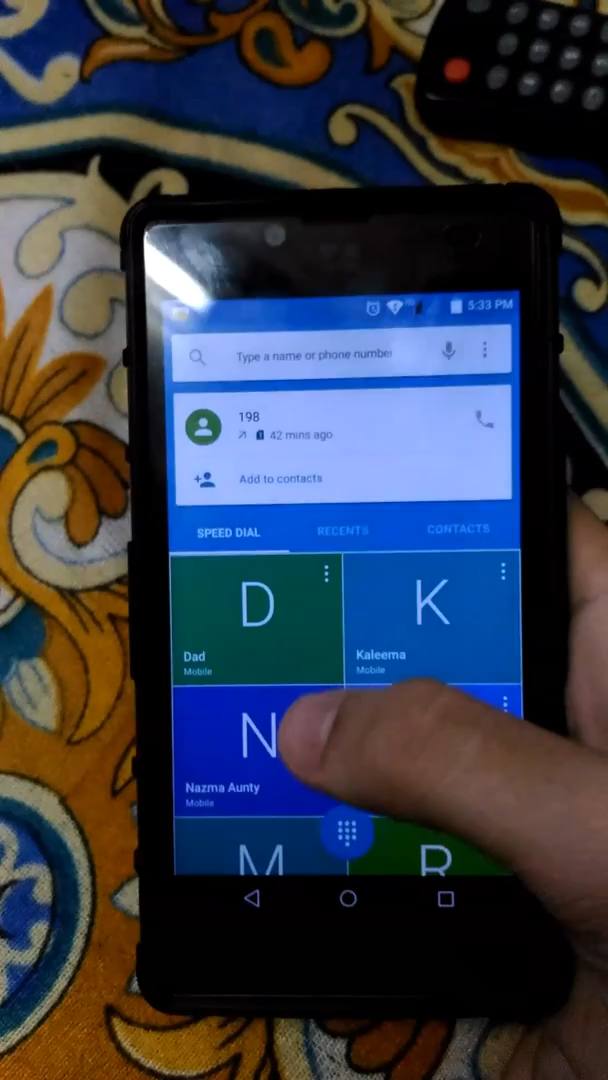 5:33 PM
Type a name or phone number
198
42 mins ago
Add to contacts
SPEED DIAL RECENTS CONTACTS
D K
Dad Kaleema
Mobile Mobile
N
Nazma Aunty
Mobile
M R